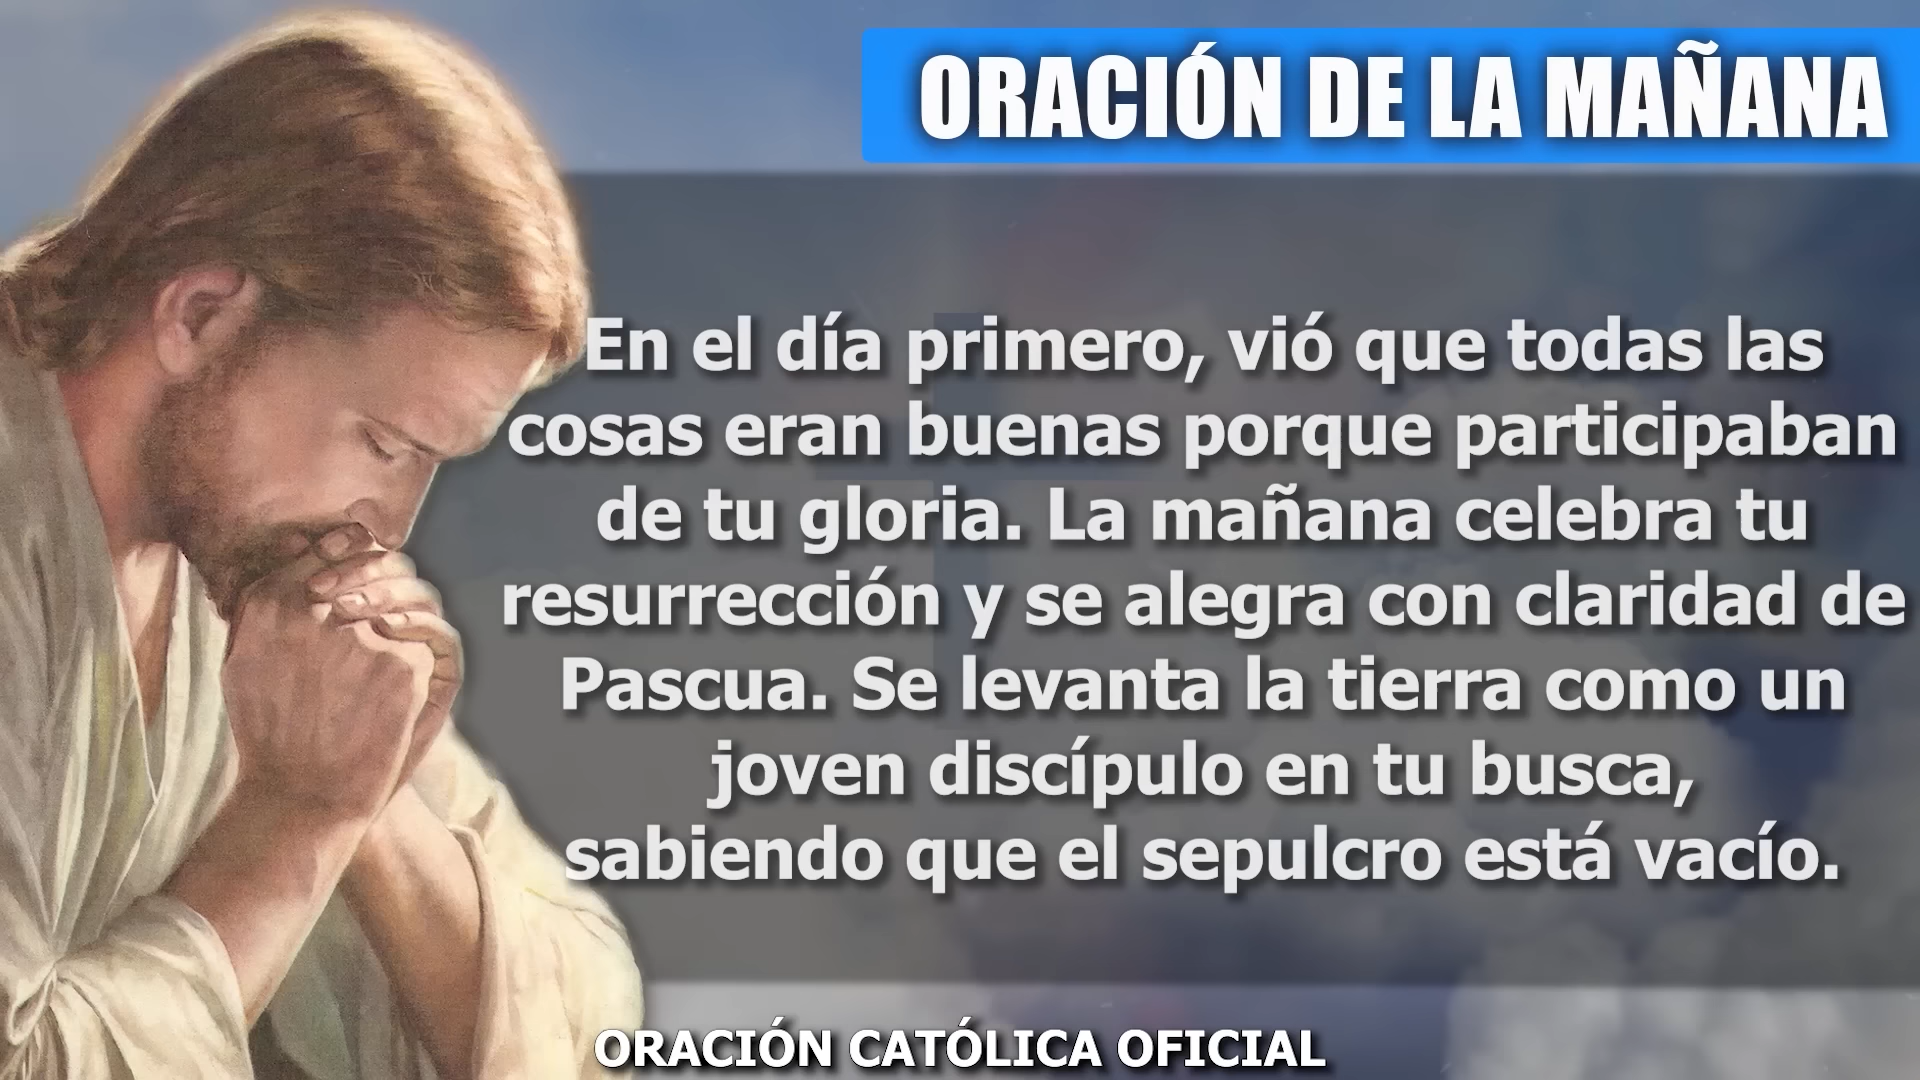 ORACIÓN DE LA MAÑANA
En el día primero, vió que todas las
cosas eran buenas porque participaban
de tu gloria. La mañana celebra tu
resurrección y se alegra con claridad de
Pascua. Se levanta la tierra como un
joven discípulo en tu busca,
sabiendo que el sepulcro está vacío.
ORACIÓN CATÓLICA OFICIAL